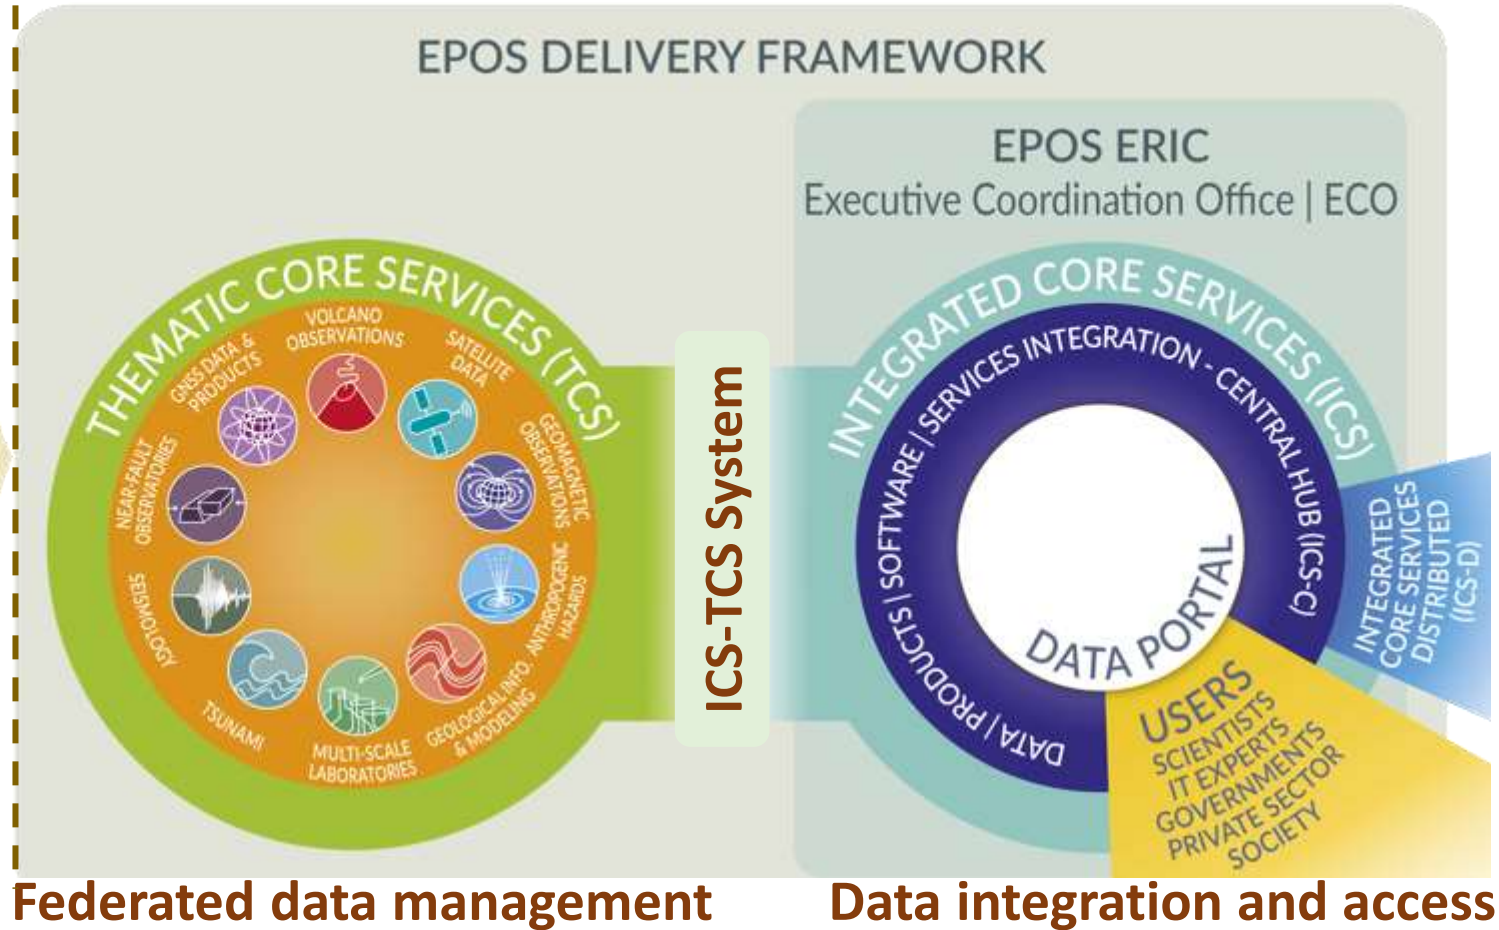 EPOS DELIVERY FRAMEWORK
EPOS ERIC
Executive Coordination Office | ECO
THEMATIC CORE SERVICES (TCS)
VOLCANO
OBSERVATIONS
SATELLITE
DATA
GEOMAGNETIC
OBSERVATIONS
ANTHROPOGENIC
HAZARDS
GEOLOGICAL INFO.
& MODELING
MULTI-SCALE
LABORATORIES
TSUNAMI
SEISMOLOGY
NEAR-FAULT
OBSERVATORIES
GNSS DATA &
PRODUCTS
ICS-TCS System
INTEGRATED CORE SERVICES (ICS)
DATA | PRODUCTS | SOFTWARE | SERVICES INTEGRATION - CENTRAL HUB (ICS-C)
DATA PORTAL
INTEGRATED
CORE SERVICES
DISTRIBUTED
(ICS-D)
USERS
SCIENTISTS
IT EXPERTS
GOVERNMENTS
PRIVATE SECTOR
SOCIETY
Federated data management
Data integration and access